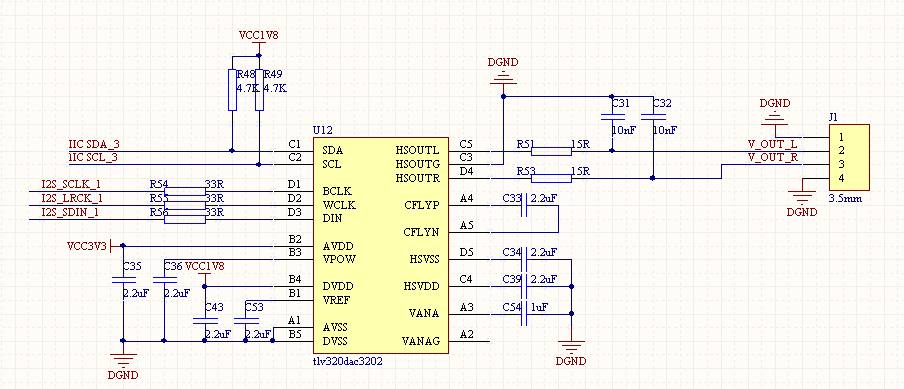 VCC1V8
DGND
R48 R49
4.7K 4.7K
C31 C32
10nF 10nF
DGND
J1
1
2
3
4
3.5mm
DGND
V_OUT_L
V_OUT_R
U12
IIC SDA_3 C1 SDA HSOUTL C5 R51 15R
IIC SCL_3 C2 SCL HSOUTG C3
HSOUTR D4 R53 15R
I2S_SCLK_1 R54 33R D1 BCLK
I2S_LRCK_1 R55 33R D2 WCLK CFLYP A4 C33 2.2uF
I2S_SDIN_1 R56 33R D3 DIN
CFLYN A5
VCC3V3 B2 AVDD
B3 VPOW HSVSS D5 C34 2.2uF
C35 C36 VCC1V8
2.2uF 2.2uF
B4 DVDD HSVDD C4 C39 2.2uF
B1 VREF
C43 C53
2.2uF 2.2uF
VANA A3 C54 1uF
A1 AVSS
B5 DVSS VANAG A2
DGND
tlv320dac3202
DGND